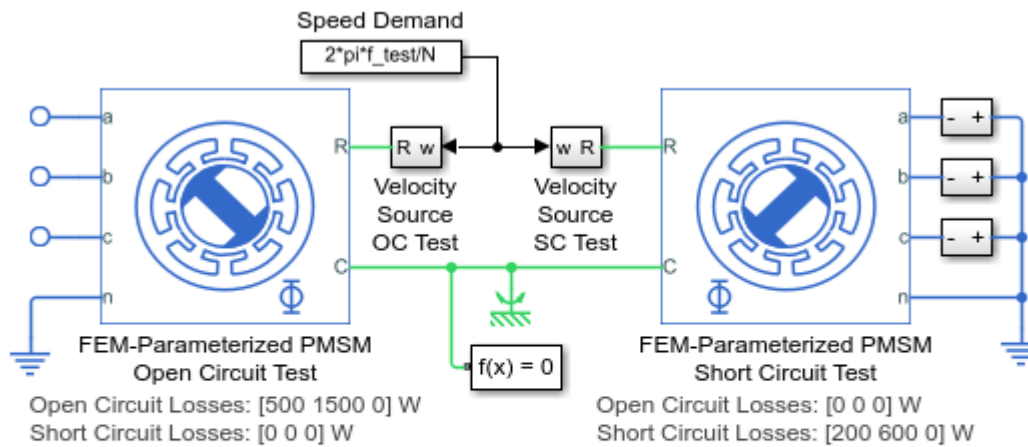 Speed Demand
2*pi*f_test/N
a
b
c
n
R
C
R w
w R
Velocity
Source
OC Test
Velocity
Source
SC Test
R
C
a
b
c
n
- +
- +
- +
Φ
Φ
f(x) = 0
FEM-Parameterized PMSM
Open Circuit Test
Open Circuit Losses: [500 1500 0] W
Short Circuit Losses: [0 0 0] W
FEM-Parameterized PMSM
Short Circuit Test
Open Circuit Losses: [0 0 0] W
Short Circuit Losses: [200 600 0] W